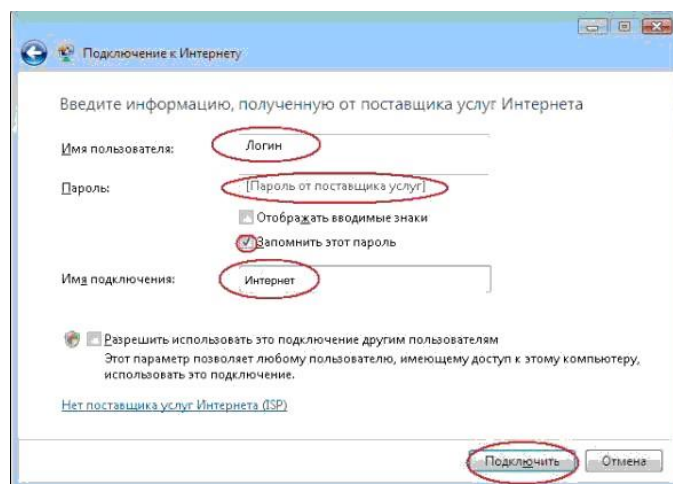 Подключение к Интернету
Введите информацию, полученную от поставщика услуг Интернета
Имя пользователя:
Логин
Пароль:
[Пароль от поставщика услуг]
Отображать вводимые знаки
Запомнить этот пароль
Имя подключения:
Интернет
Разрешить использовать это подключение другим пользователям
Этот параметр позволяет любому пользователю, имеющему доступ к этому компьютеру,
использовать это подключение.
Нет поставщика услуг Интернета (ISP)
Подключить
Отмена